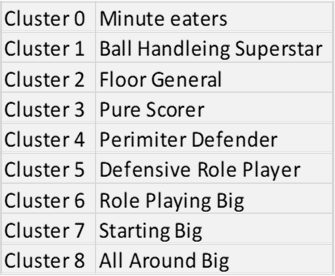 Cluster 0 Minute eaters
Cluster 1 Ball Handleing Superstar
Cluster 2 Floor General
Cluster 3 Pure Scorer
Cluster 4 Perimiter Defender
Cluster 5 Defensive Role Player
Cluster 6 Role Playing Big
Cluster 7 Starting Big
Cluster 8 All Around Big